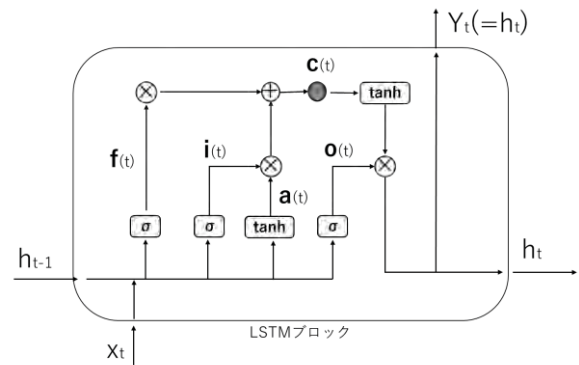 Yt(=ht)
c(t)
⊗
+
tanh
f(t)
i(t)
⊗
o(t)
⊗
a(t)
σ
σ
tanh
σ
ht-1
ht
LSTMブロック
xt